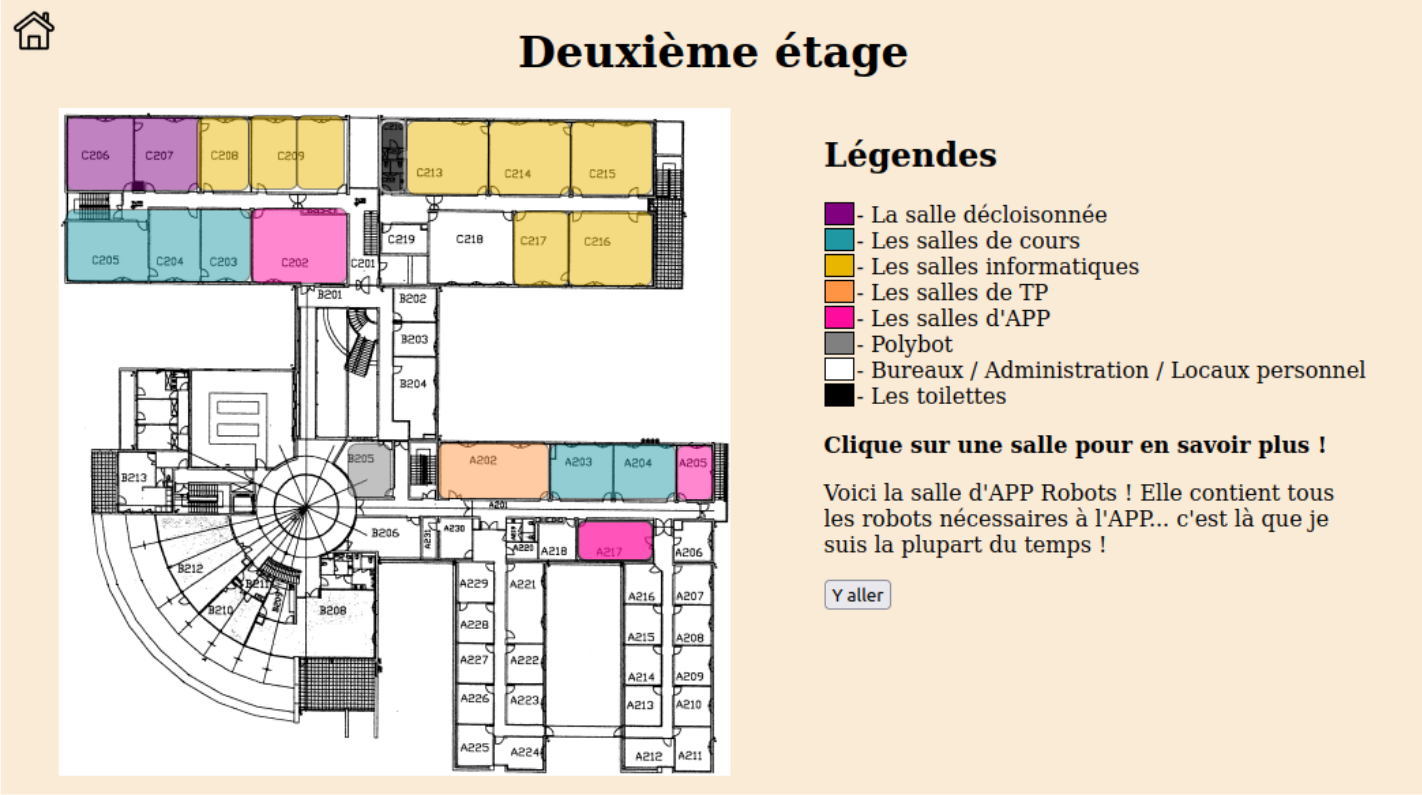 Deuxième étage
C206 C207 C208 C209 C213 C214 C215
C205 C204 C203 C202 C201 C219 C218 C217 C216
B201 B202
B203
B204
B205 A202 A203 A204 A205
B213 A201
B206 A231 A230 A220 A218 A217 A206
B212 B211 A229 A221 A216 A207
B210 B208 A228 A215 A208
A227 A222 A214 A209
A226 A223 A213 A210
A225 A224 A212 A211
Légendes
- La salle décloisonnée
- Les salles de cours
- Les salles informatiques
- Les salles de TP
- Les salles d'APP
- Polybot
- Bureaux / Administration / Locaux personnel
- Les toilettes
Clique sur une salle pour en savoir plus !
Voici la salle d'APP Robots ! Elle contient tous
les robots nécessaires à l'APP... c'est là que je
suis la plupart du temps !
Y aller